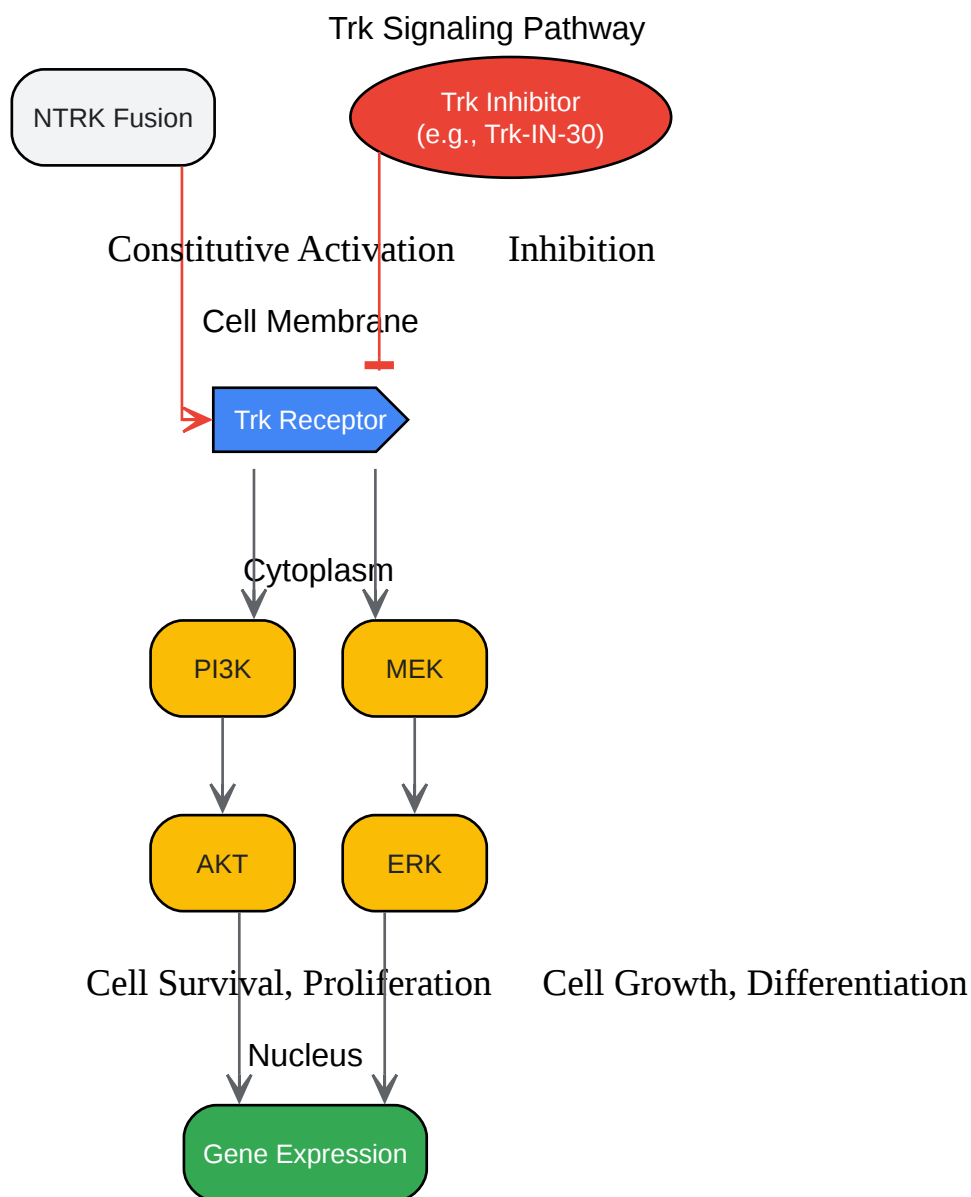 Trk Signaling Pathway
NTRK Fusion
Trk Inhibitor
(e.g., Trk-IN-30)
Constitutive Activation
Inhibition
Cell Membrane
Trk Receptor
Cytoplasm
PI3K
MEK
AKT
ERK
Cell Survival, Proliferation
Cell Growth, Differentiation
Nucleus
Gene Expression